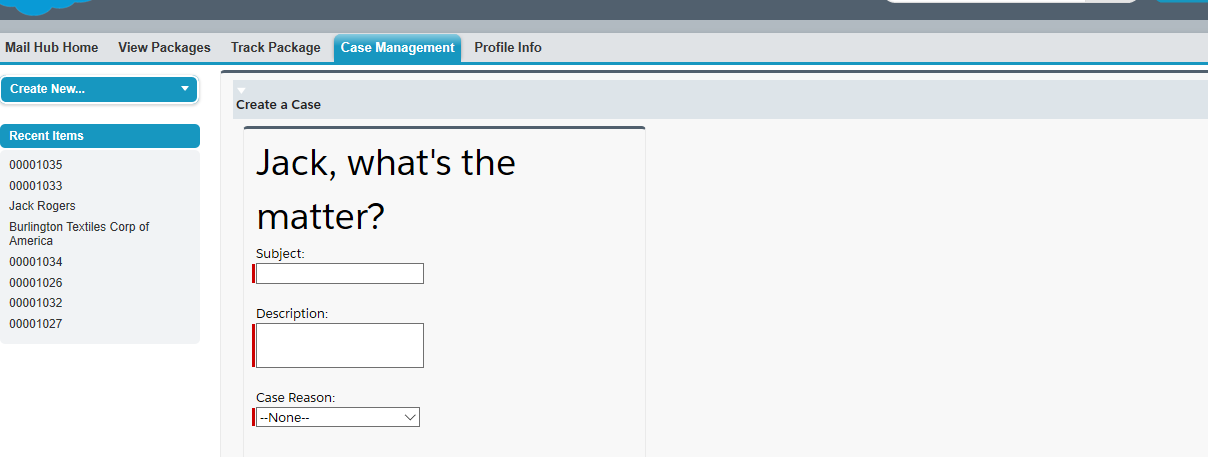 Mail Hub Home View Packages Track Package Case Management Profile Info
Create New...
Recent Items
00001035
00001033
Jack Rogers
Burlington Textiles Corp of
America
00001034
00001026
00001032
00001027
Create a Case
Jack, what's the
matter?
Subject:
Description:
Case Reason:
--None--